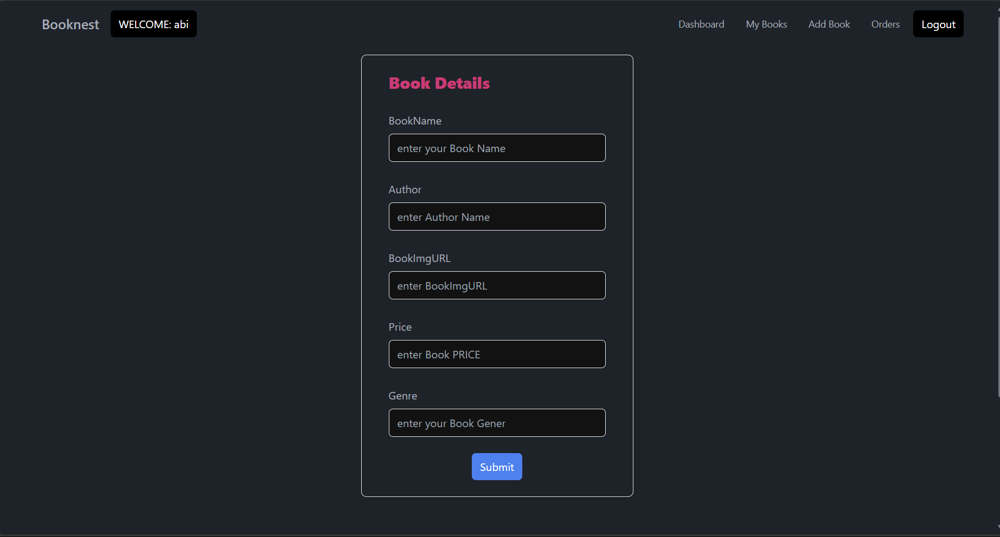 Booknest WELCOME: abi Dashboard My Books Add Book Orders Logout
Book Details
BookName
enter your Book Name
Author
enter Author Name
BookImgURL
enter BookImgURL
Price
enter Book PRICE
Genre
enter your Book Gener
Submit